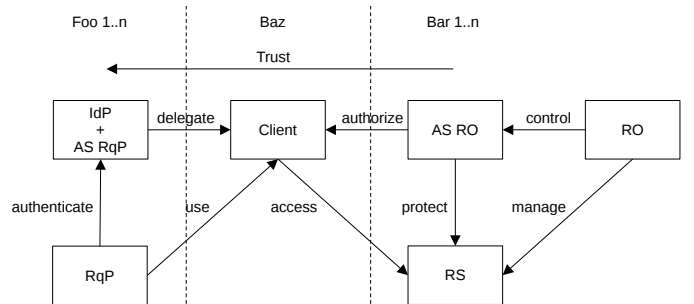 Foo 1..n
Baz
Bar 1..n
Trust
IdP
+
AS RqP
delegate
Client
authorize
AS RO
control
RO
authenticate
use
access
protect
manage
RqP
RS